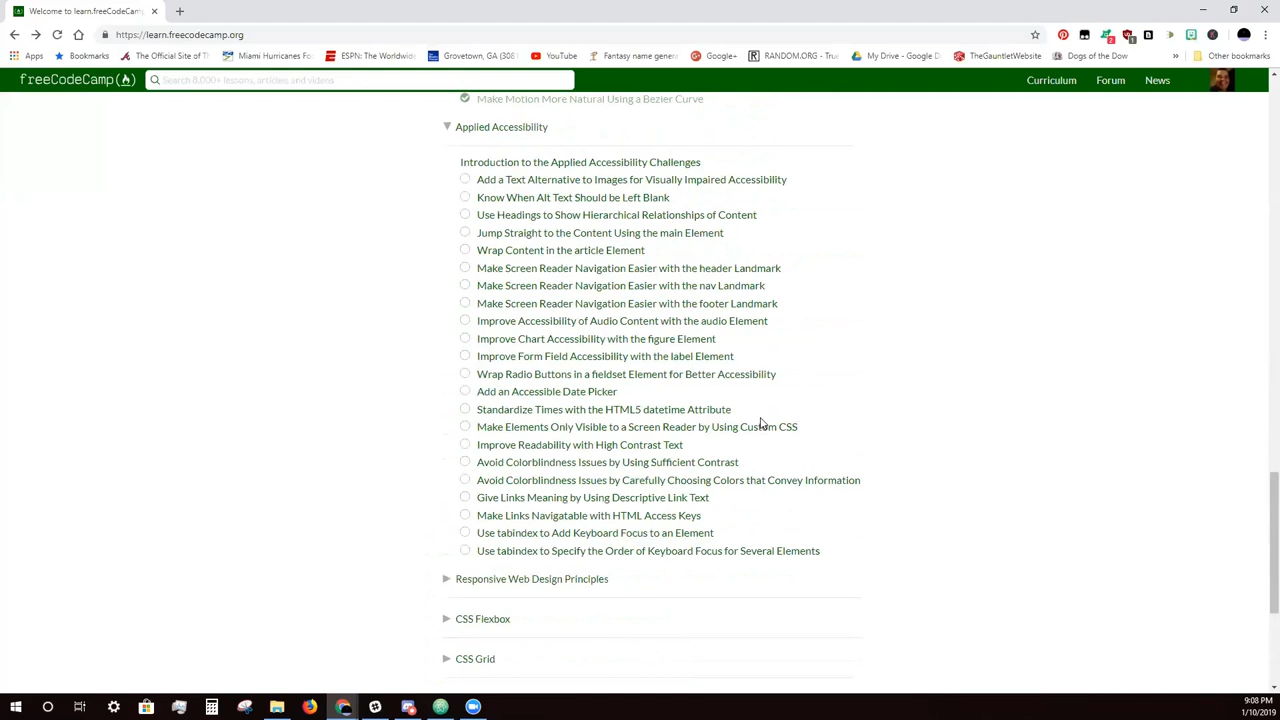 Welcome to learn.freeCodeCamp
https://learn.freecodecamp.org
Apps Bookmarks The Official Site of Th Miami Hurricanes Fo ESPN: The Worldwide Grovetown, GA (308 YouTube Fantasy name genera Google+ RANDOM.ORG - True My Drive - Google D TheGauntletWebsite Dogs of the Dow » Other bookmarks
freeCodeCamp Search 8,000+ lessons, articles and videos Curriculum Forum News
Make Motion More Natural Using a Bezier Curve
Applied Accessibility
Introduction to the Applied Accessibility Challenges
Add a Text Alternative to Images for Visually Impaired Accessibility
Know When Alt Text Should be Left Blank
Use Headings to Show Hierarchical Relationships of Content
Jump Straight to the Content Using the main Element
Wrap Content in the article Element
Make Screen Reader Navigation Easier with the header Landmark
Make Screen Reader Navigation Easier with the nav Landmark
Make Screen Reader Navigation Easier with the footer Landmark
Improve Accessibility of Audio Content with the audio Element
Improve Chart Accessibility with the figure Element
Improve Form Field Accessibility with the label Element
Wrap Radio Buttons in a fieldset Element for Better Accessibility
Add an Accessible Date Picker
Standardize Times with the HTML5 datetime Attribute
Make Elements Only Visible to a Screen Reader by Using Custom CSS
Improve Readability with High Contrast Text
Avoid Colorblindness Issues by Using Sufficient Contrast
Avoid Colorblindness Issues by Carefully Choosing Colors that Convey Information
Give Links Meaning by Using Descriptive Link Text
Make Links Navigatable with HTML Access Keys
Use tabindex to Add Keyboard Focus to an Element
Use tabindex to Specify the Order of Keyboard Focus for Several Elements
Responsive Web Design Principles
CSS Flexbox
CSS Grid
9:08 PM
1/10/2019